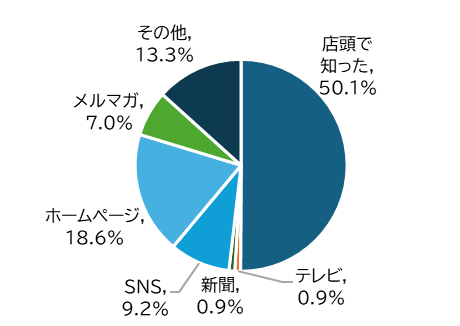 店頭で
知った,
50.1%
テレビ,
0.9%
新聞,
0.9%
SNS,
9.2%
ホームページ,
18.6%
メルマガ,
7.0%
その他,
13.3%